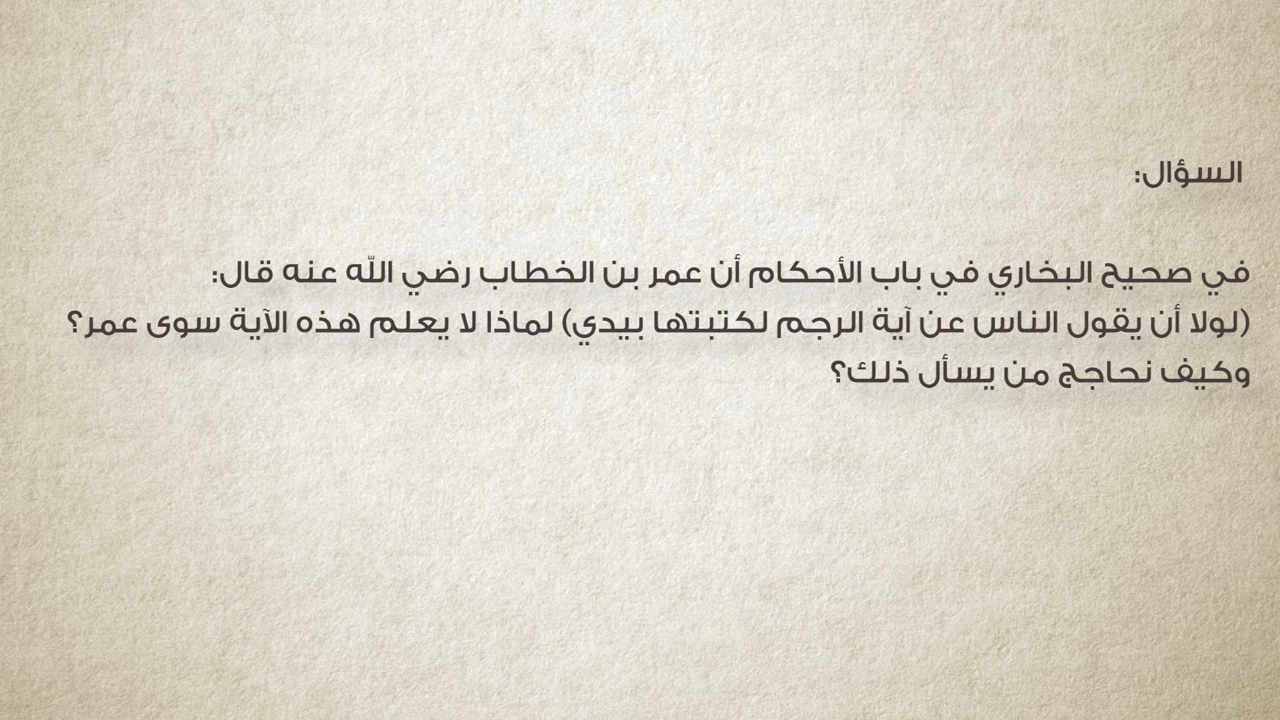 السؤال:
في صحيح البخاري في باب الأحكام أن عمر بن الخطاب رضي اللّه عنه قال:
(لولا أن يقول الناس عن آية الرجم لكتبتها بيدي) لماذا لا يعلم هذه الآية سوى عمر؟
وكيف نحاجج من يسأل ذلك؟